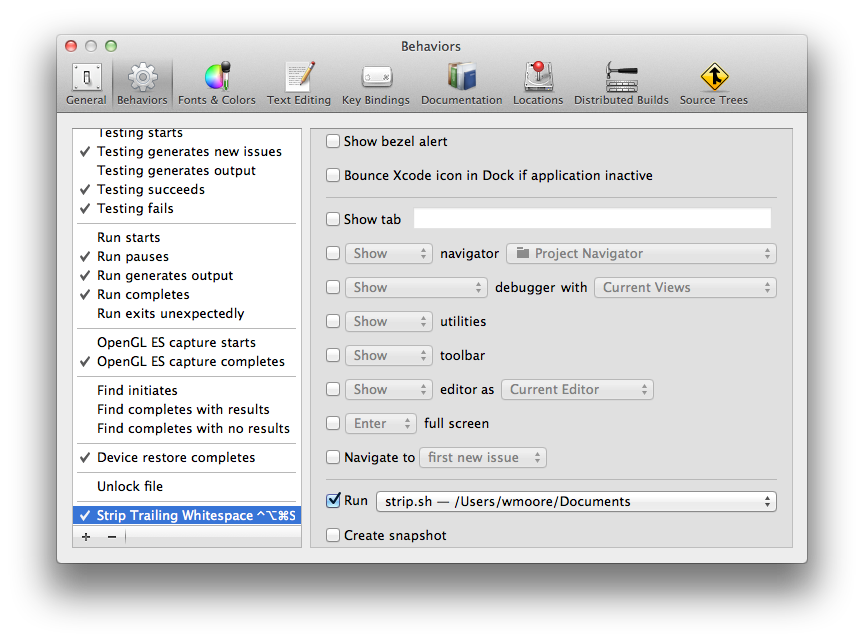 Behaviors
General Behaviors Fonts & Colors Text Editing Key Bindings Documentation Locations Distributed Builds Source Trees
Testing starts
✓ Testing generates new issues
Testing generates output
✓ Testing succeeds
✓ Testing fails
Run starts
✓ Run pauses
✓ Run generates output
✓ Run completes
Run exits unexpectedly
OpenGL ES capture starts
✓ OpenGL ES capture completes
Find initiates
Find completes with results
Find completes with no results
✓ Device restore completes
Unlock file
✓ Strip Trailing Whitespace ^⌥⌘S
+ −
Show bezel alert
Bounce Xcode icon in Dock if application inactive
Show tab
Show navigator Project Navigator
Show debugger with Current Views
Show utilities
Show toolbar
Show editor as Current Editor
Enter full screen
Navigate to first new issue
Run strip.sh — /Users/wmoore/Documents
Create snapshot